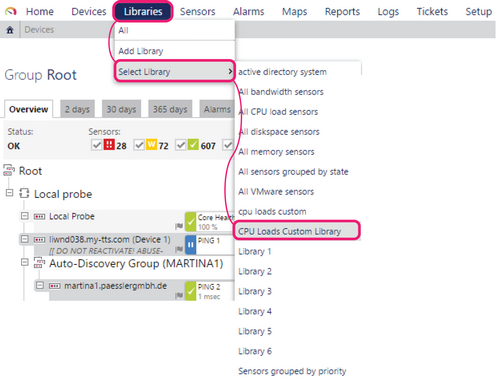 Home Devices Libraries Sensors Alarms Maps Reports Logs Tickets Setup
Devices
All
Add Library
Select Library
Group Root
Overview 2 days 30 days 365 days Alarms
Status: Sensors:
OK 28 72 607
Root
Local probe
Local Probe
Core Health
100 %
liwnd038.my-tts.com (Device 1)
[[ DO NOT REACTIVATE! ABUSE-
PING 1
Auto-Discovery Group (MARTINA1)
martina1.paesslergmbh.de
PING 2
1 msec
active directory system
All bandwidth sensors
All CPU load sensors
All diskspace sensors
All memory sensors
All sensors grouped by state
All VMware sensors
cpu loads custom
CPU Loads Custom Library
Library 1
Library 2
Library 3
Library 4
Library 5
Library 6
Sensors grouped by priority